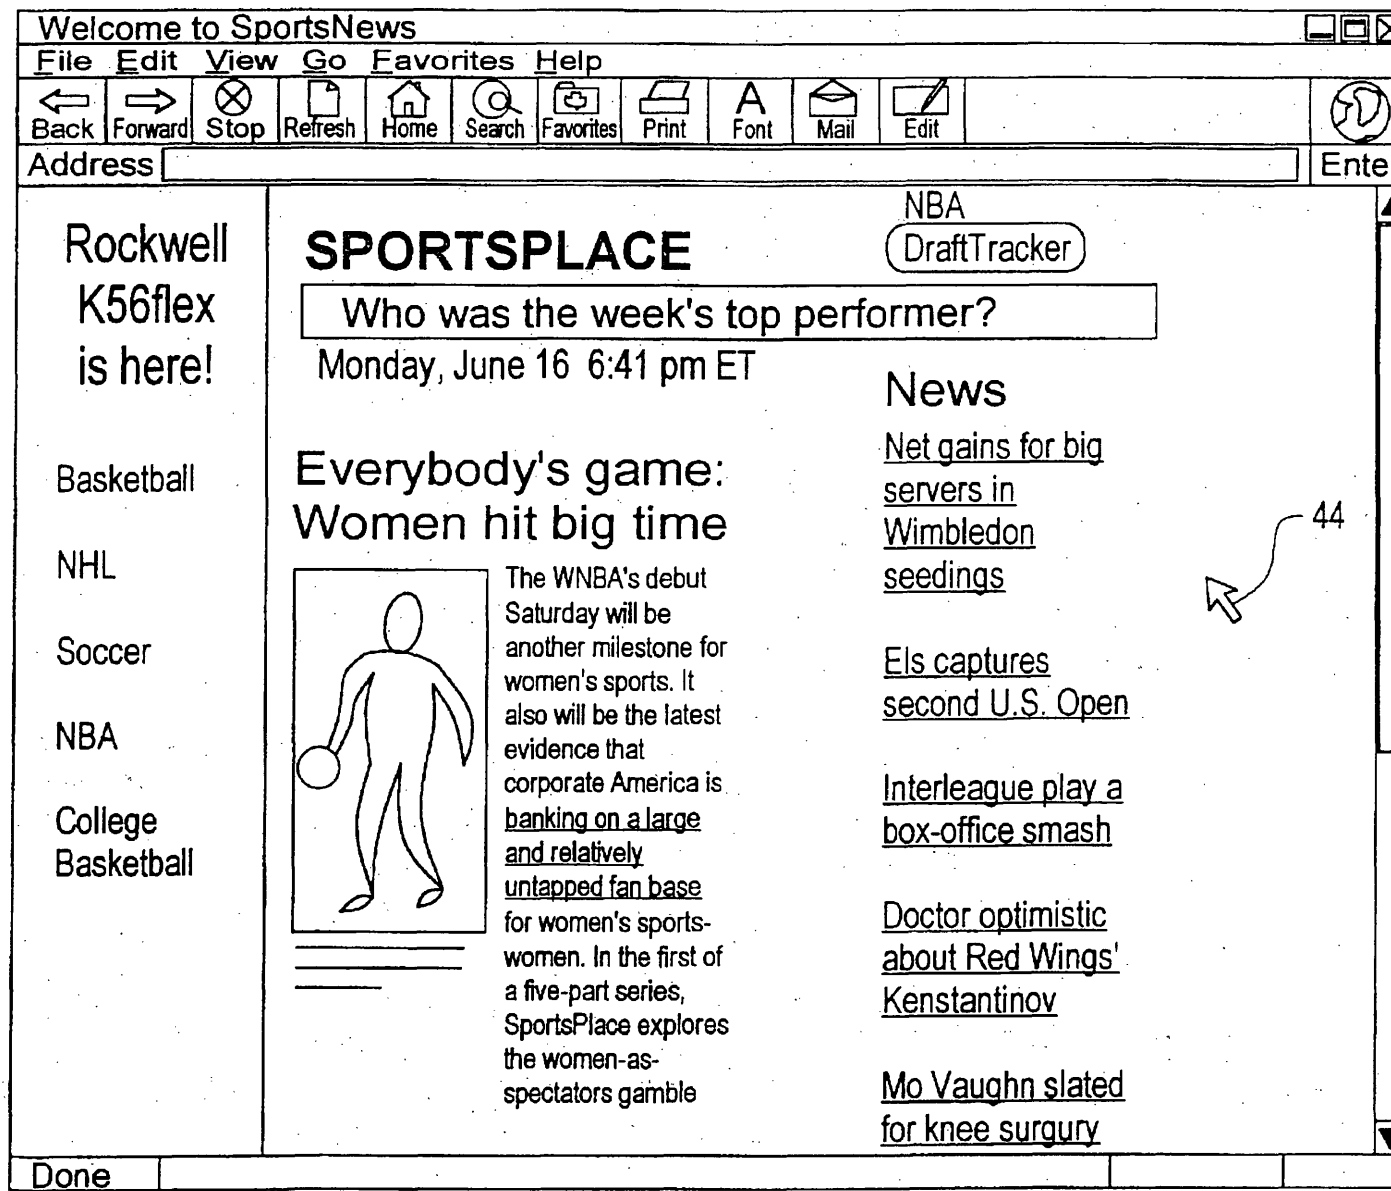 Welcome to SportsNews
File Edit View Go Favorites Help
Back Forward Stop Refresh Home Search Favorites Print Font Mail Edit
Address Ente
Rockwell
K56flex
is here!
Basketball
NHL
Soccer
NBA
College
Basketball
SPORTSPLACE
NBA
DraftTracker
Who was the week's top performer?
Monday, June 16 6:41 pm ET
Everybody's game:
Women hit big time
The WNBA's debut
Saturday will be
another milestone for
women's sports. It
also will be the latest
evidence that
corporate America is
banking on a large
and relatively
untapped fan base
for women's sports-
women. In the first of
a five-part series,
SportsPlace explores
the women-as-
spectators gamble
News
Net gains for big
servers in
Wimbledon
seedings
Els captures
second U.S. Open
Interleague play a
box-office smash
Doctor optimistic
about Red Wings'
Kenstantinov
Mo Vaughn slated
for knee surgury
44
Done